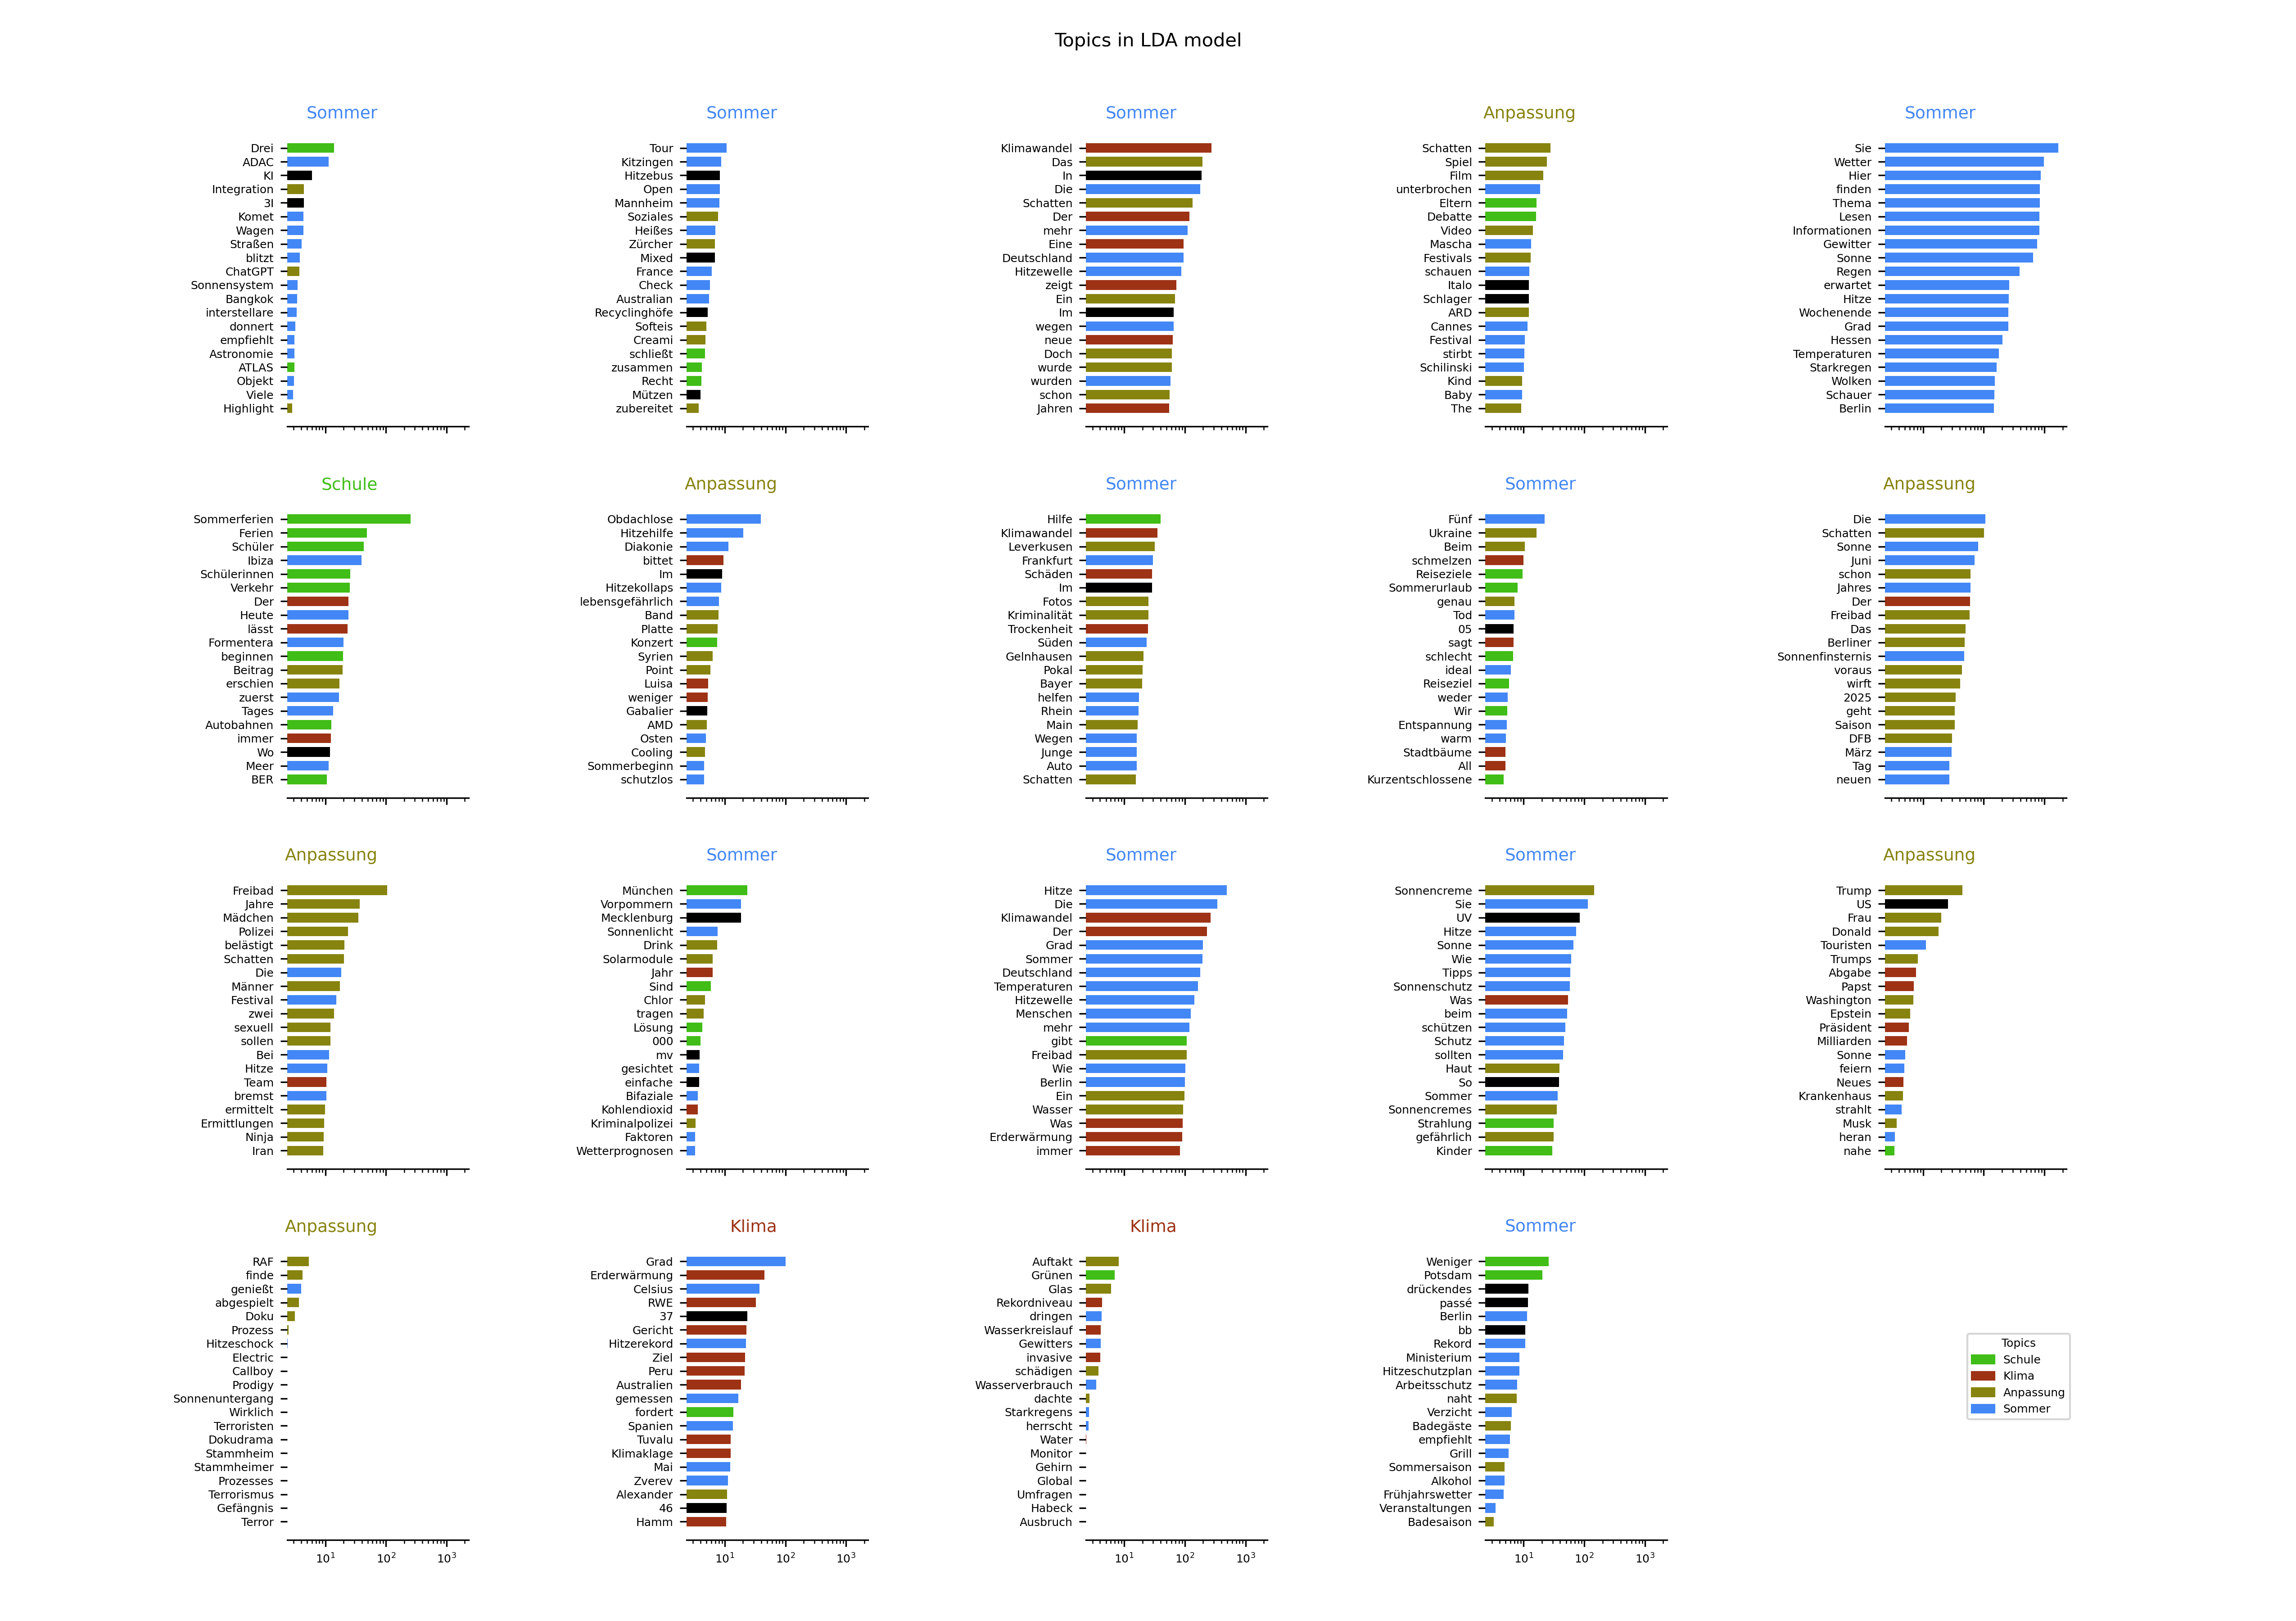 Topics in LDA model
Sommer
Drei
ADAC
KI
Integration
3I
Komet
Wagen
Straßen
blitzt
ChatGPT
Sonnensystem
Bangkok
interstellare
donnert
empfiehlt
Astronomie
ATLAS
Objekt
Viele
Highlight
Sommer
Tour
Kitzingen
Hitzebus
Open
Mannheim
Soziales
Heißes
Zürcher
Mixed
France
Check
Australian
Recyclinghöfe
Softeis
Creami
schließt
zusammen
Recht
Mützen
zubereitet
Sommer
Klimawandel
Das
In
Die
Schatten
Der
mehr
Eine
Deutschland
Hitzewelle
zeigt
Ein
Im
wegen
neue
Doch
wurde
wurden
schon
Jahren
Anpassung
Schatten
Spiel
Film
unterbrochen
Eltern
Debatte
Video
Mascha
Festivals
schauen
Italo
Schlager
ARD
Cannes
Festival
stirbt
Schilinski
Kind
Baby
The
Sommer
Sie
Wetter
Hier
finden
Thema
Lesen
Informationen
Gewitter
Sonne
Regen
erwartet
Hitze
Wochenende
Grad
Hessen
Temperaturen
Starkregen
Wolken
Schauer
Berlin
Schule
Sommerferien
Ferien
Schüler
Ibiza
Schülerinnen
Verkehr
Der
Heute
lässt
Formentera
beginnen
Beitrag
erschien
zuerst
Tages
Autobahnen
immer
Wo
Meer
BER
Anpassung
Obdachlose
Hitzehilfe
Diakonie
bittet
Im
Hitzekollaps
lebensgefährlich
Band
Platte
Konzert
Syrien
Point
Luisa
weniger
Gabalier
AMD
Osten
Cooling
Sommerbeginn
schutzlos
Sommer
Hilfe
Klimawandel
Leverkusen
Frankfurt
Schäden
Im
Fotos
Kriminalität
Trockenheit
Süden
Gelnhausen
Pokal
Bayer
helfen
Rhein
Main
Wegen
Junge
Auto
Schatten
Sommer
Fünf
Ukraine
Beim
schmelzen
Reiseziele
Sommerurlaub
genau
Tod
05
sagt
schlecht
ideal
Reiseziel
weder
Wir
Entspannung
warm
Stadtbäume
All
Kurzentschlossene
Anpassung
Die
Schatten
Sonne
Juni
schon
Jahres
Der
Freibad
Das
Berliner
Sonnenfinsternis
voraus
wirft
2025
geht
Saison
DFB
März
Tag
neuen
Anpassung
Freibad
Jahre
Mädchen
Polizei
belästigt
Schatten
Die
Männer
Festival
zwei
sexuell
sollen
Bei
Hitze
Team
bremst
ermittelt
Ermittlungen
Ninja
Iran
Sommer
München
Vorpommern
Mecklenburg
Sonnenlicht
Drink
Solarmodule
Jahr
Sind
Chlor
tragen
Lösung
000
mv
gesichtet
einfache
Bifaziale
Kohlendioxid
Kriminalpolizei
Faktoren
Wetterprognosen
Sommer
Hitze
Die
Klimawandel
Der
Grad
Sommer
Deutschland
Temperaturen
Hitzewelle
Menschen
mehr
gibt
Freibad
Wie
Berlin
Ein
Wasser
Was
Erderwärmung
immer
Sommer
Sonnencreme
Sie
UV
Hitze
Sonne
Wie
Tipps
Sonnenschutz
Was
beim
schützen
Schutz
sollten
Haut
So
Sommer
Sonnencremes
Strahlung
gefährlich
Kinder
Anpassung
Trump
US
Frau
Donald
Touristen
Trumps
Abgabe
Papst
Washington
Epstein
Präsident
Milliarden
Sonne
feiern
Neues
Krankenhaus
strahlt
Musk
heran
nahe
Anpassung
RAF
finde
genießt
abgespielt
Doku
Prozess
Hitzeschock
Electric
Callboy
Prodigy
Sonnenuntergang
Wirklich
Terroristen
Dokudrama
Stammheim
Stammheimer
Prozesses
Terrorismus
Gefängnis
Terror
10¹ 10² 10³
Klima
Grad
Erderwärmung
Celsius
RWE
37
Gericht
Hitzerekord
Ziel
Peru
Australien
gemessen
fordert
Spanien
Tuvalu
Klimaklage
Mai
Zverev
Alexander
46
Hamm
10¹ 10² 10³
Klima
Auftakt
Grünen
Glas
Rekordniveau
dringen
Wasserkreislauf
Gewitters
invasive
schädigen
Wasserverbrauch
dachte
Starkregens
herrscht
Water
Monitor
Gehirn
Global
Umfragen
Habeck
Ausbruch
10¹ 10² 10³
Sommer
Weniger
Potsdam
drückendes
passé
Berlin
bb
Rekord
Ministerium
Hitzeschutzplan
Arbeitsschutz
naht
Verzicht
Badegäste
empfiehlt
Grill
Sommersaison
Alkohol
Frühjahrswetter
Veranstaltungen
Badesaison
10¹ 10² 10³
Topics
Schule
Klima
Anpassung
Sommer